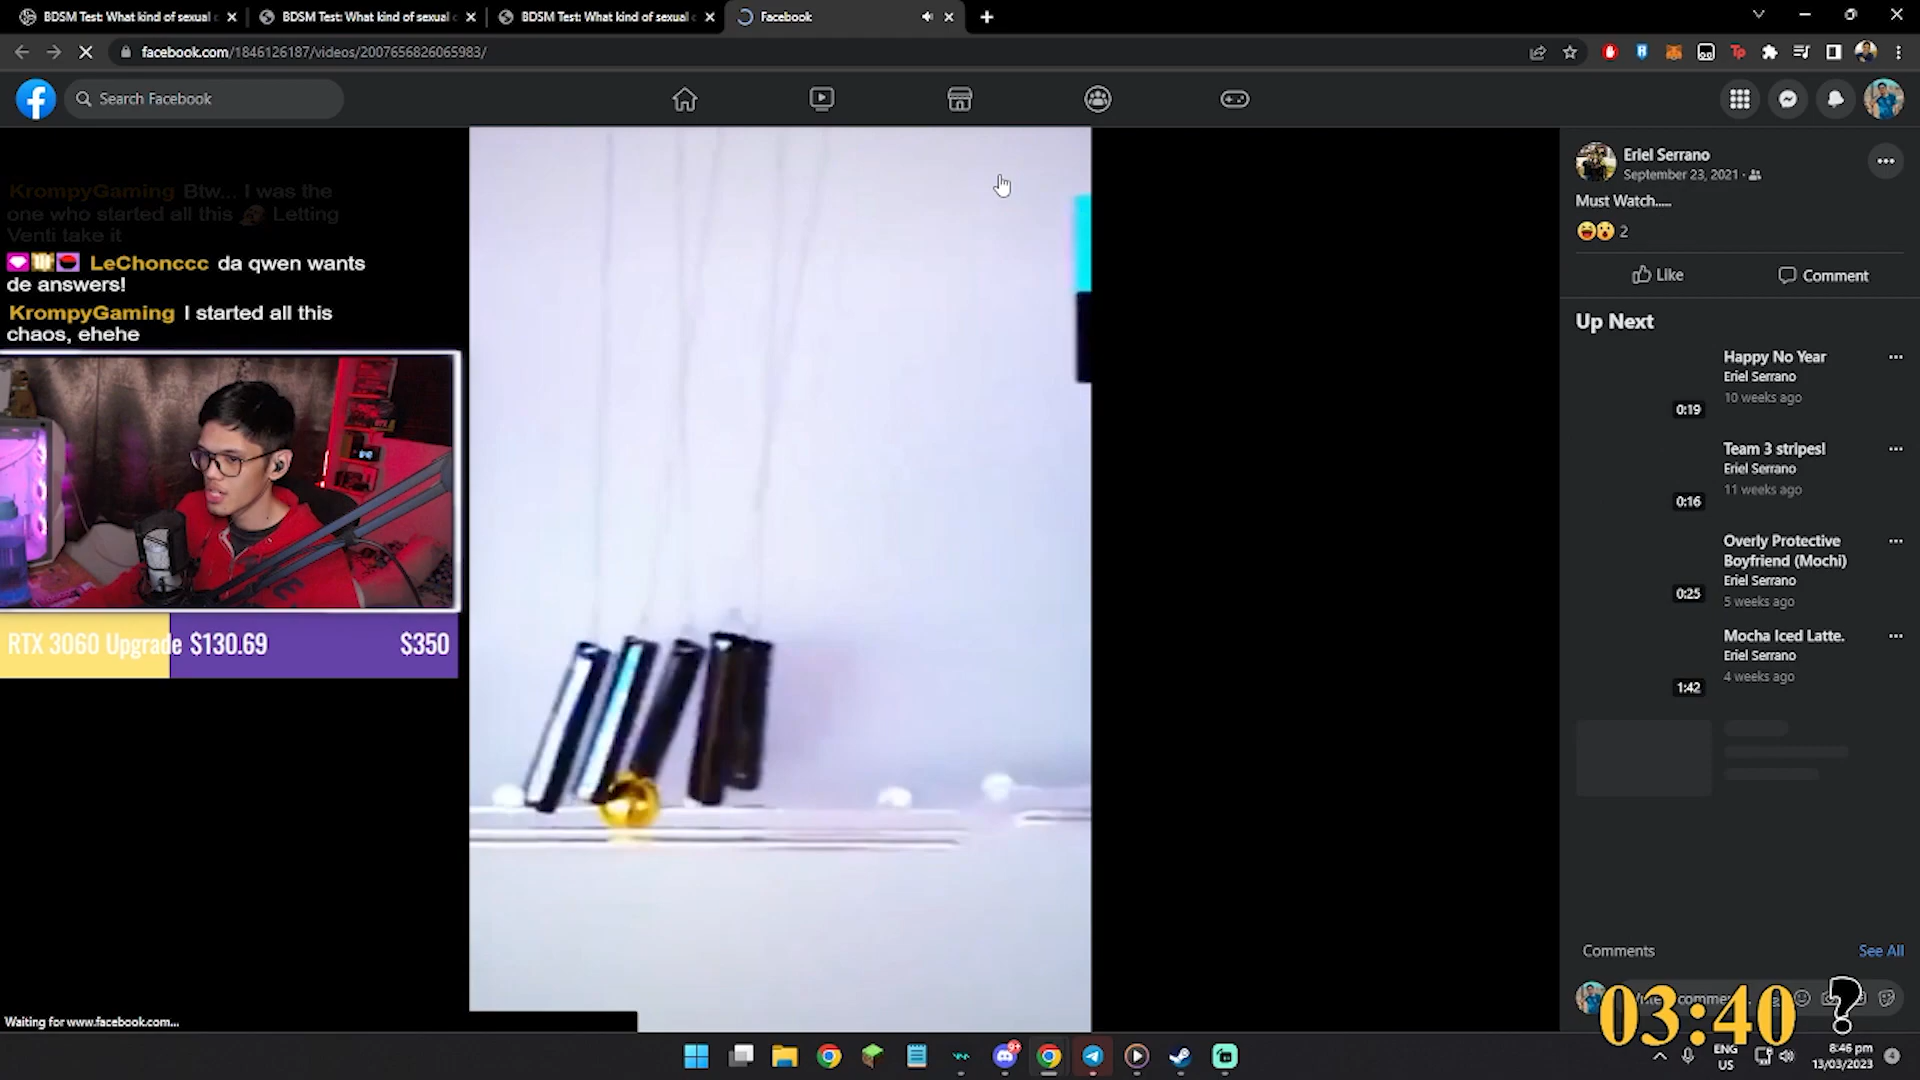 BDSM Test: What kind of sexual
BDSM Test: What kind of sexual
BDSM Test: What kind of sexual
Facebook
facebook.com/1846126187/videos/2007656826065983/
Search Facebook
KrompyGaming Btw... I was the
one who started all this Letting
Venti take it
LeChonccc da qwen wants
de answers!
KrompyGaming I started all this
chaos, ehehe
RTX 3060 Upgrade $130.69 $350
Eriel Serrano
September 23, 2021
Must Watch.....
2
Like
Comment
Up Next
Happy No Year
Eriel Serrano
10 weeks ago
0:19
Team 3 stripes!
Eriel Serrano
11 weeks ago
0:16
Overly Protective
Boyfriend (Mochi)
Eriel Serrano
5 weeks ago
0:25
Mocha Iced Latte.
Eriel Serrano
4 weeks ago
1:42
Comments
See All
03:40 ?
Waiting for www.facebook.com...
9+
ENG
US
8:46 pm
13/03/2023
4